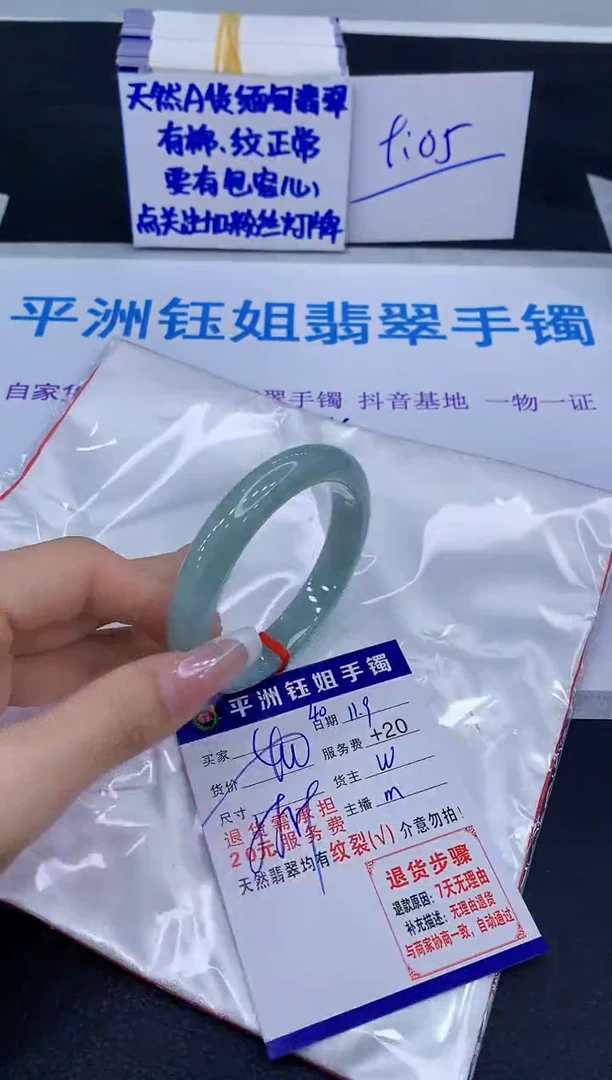 天然A货缅甸翡翠
有棉、纹正常
要有包容心
点关注加粉丝灯牌
平洲钰姐翡翠手镯
自家货 翠手镯 抖音基地 一物一证
平洲钰姐手镯
买家 40 日期 11.9
货价 服务费 +20
尺寸 货主 W
退货需承担 主播 m
20元服务费
天然翡翠均有纹裂(√) 介意勿拍!
退货步骤
退款原因:7天无理由
补充描述:无理由退货
与商家协商一致,自动通过